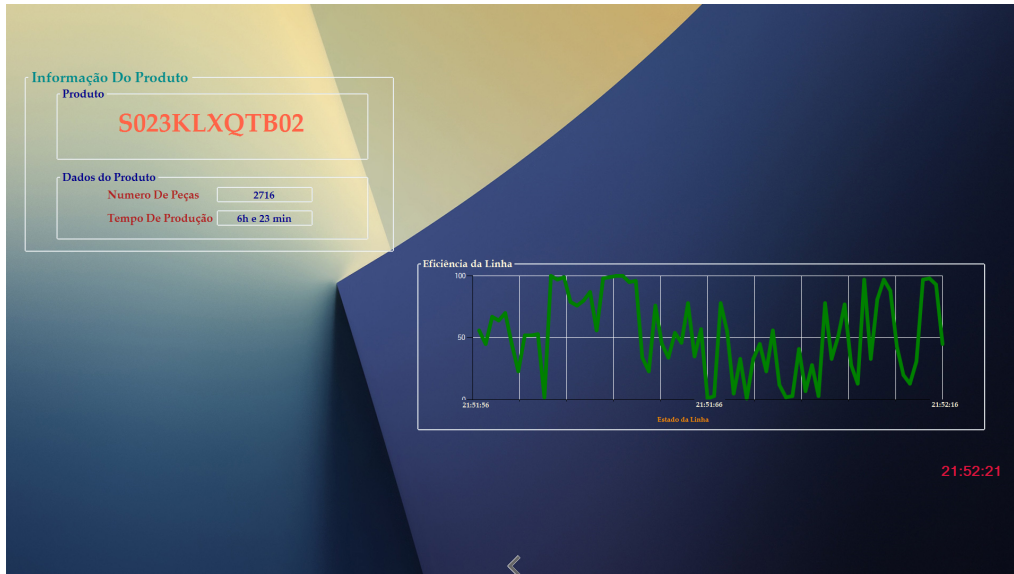 Informação Do Produto
Produto
S023KLXQTB02
Dados do Produto
Numero De Peças 2716
Tempo De Produção 6h e 23 min
Eficiência da Linha
100
50
0
21:51:56 21:51:66 21:52:16
Estado da Linha
21:52:21